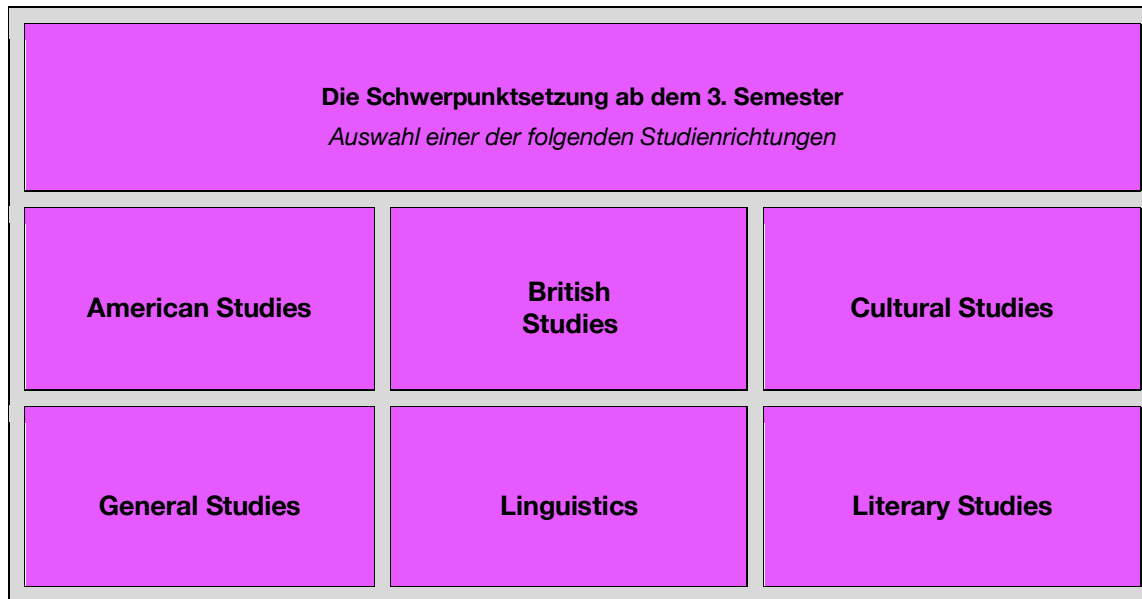 Die Schwerpunktsetzung ab dem 3. Semester
Auswahl einer der folgenden Studienrichtungen
American Studies
British
Studies
Cultural Studies
General Studies
Linguistics
Literary Studies